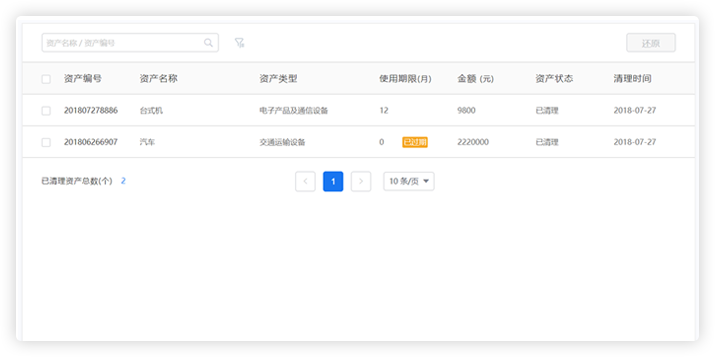 资产名称 / 资产编号 还原
资产编号 资产名称 资产类型 使用期限(月) 金额 (元) 资产状态 清理时间
201807278886 台式机 电子产品及通信设备 12 9800 已清理 2018-07-27
201806266907 汽车 交通运输设备 0 已过期 2220000 已清理 2018-07-27
已清理资产总数(个) 2 1 10 条/页